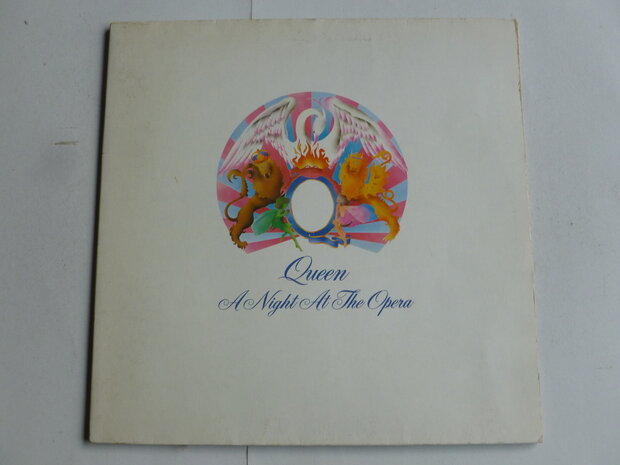 Queen
A Night At The Opera